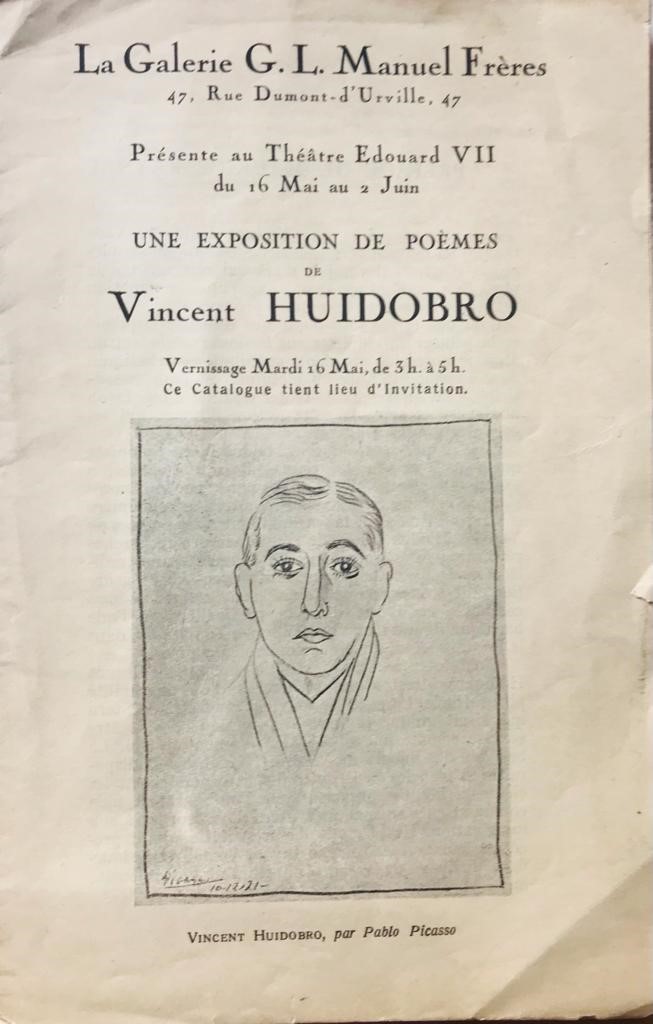 La Galerie G. L. Manuel Frères
47, Rue Dumont-d'Urville, 47
Présente au Théâtre Edouard VII
du 16 Mai au 2 Juin
UNE EXPOSITION DE POÈMES
DE
Vincent HUIDOBRO
Vernissage Mardi 16 Mai, de 3 h. à 5 h.
Ce Catalogue tient lieu d'Invitation.
Picasso
10-12-21-
VINCENT HUIDOBRO, par Pablo Picasso